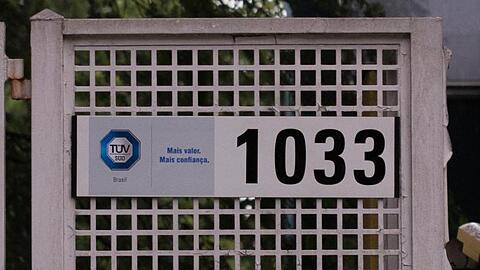 TÜV
SÜD
Brasil
Mais valor.
Mais confiança.
1033